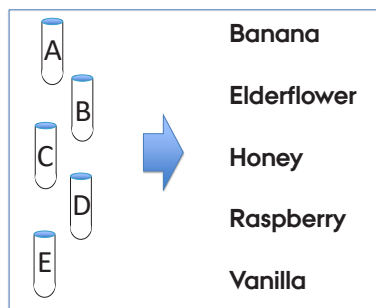 A
B
C
D
E
Banana
Elderflower
Honey
Raspberry
Vanilla